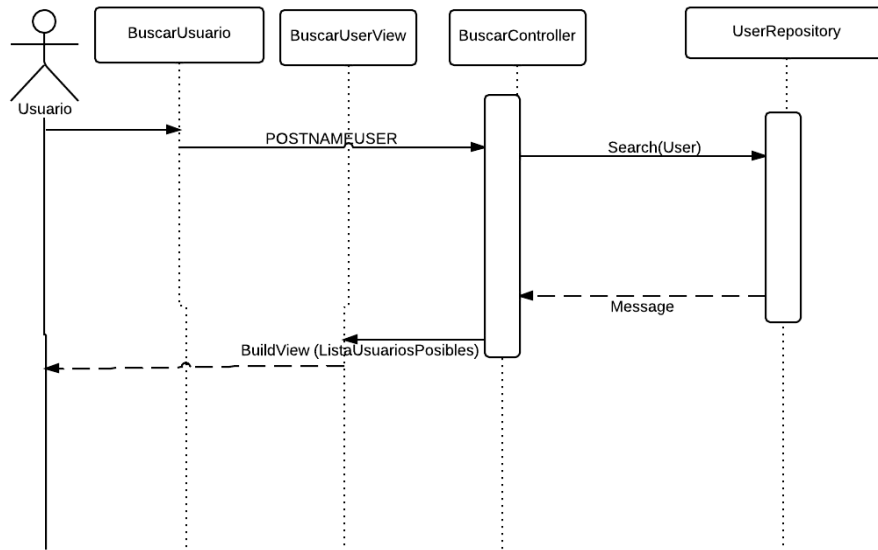 BuscarUsuario
BuscarUserView
BuscarController
UserRepository
Usuario
POSTNAMEUSER
Search(User)
Message
BuildView (ListaUsuariosPosibles)